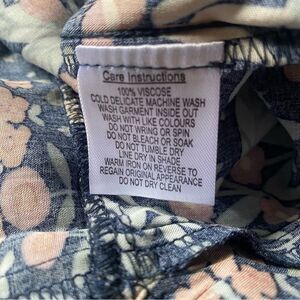 Care Instructions
100% VISCOSE
COLD DELICATE MACHINE WASH
WASH GARMENT INSIDE OUT
WASH WITH LIKE COLOURS
DO NOT WRING OR SPIN
DO NOT BLEACH OR SOAK
DO NOT TUMBLE DRY
LINE DRY IN SHADE
WARM IRON ON REVERSE TO
REGAIN ORIGINAL APPEARANCE
DO NOT DRY CLEAN